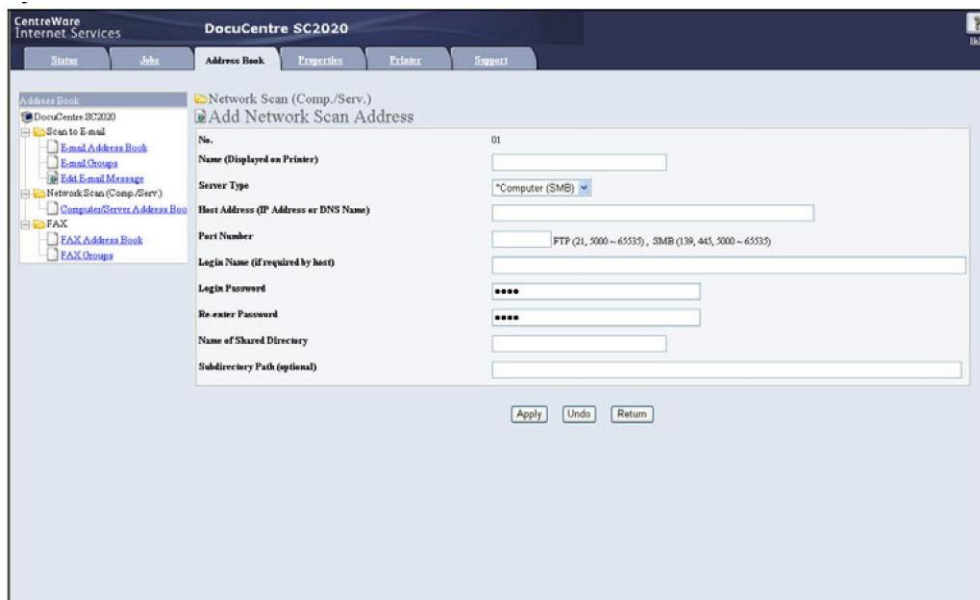 CentreWare
Internet Services
DocuCentre SC2020
Status
Jobs
Address Book
Properties
Printer
Support
Address Book
DocuCentre SC2020
Scan to E-mail
E-mail Address Book
E-mail Groups
Edit E-mail Message
Network Scan (Comp./Serv.)
Computer/Server Address Boo
FAX
FAX Address Book
FAX Groups
Network Scan (Comp./Serv.)
Add Network Scan Address
No. 01
Name (Displayed on Printer)
Server Type *Computer (SMB)
Host Address (IP Address or DNS Name)
Port Number FTP (21, 5000 ~ 65535) , SMB (139, 445, 5000 ~ 65535)
Login Name (if required by host)
Login Password ••••
Re-enter Password ••••
Name of Shared Directory
Subdirectory Path (optional)
Apply Undo Return